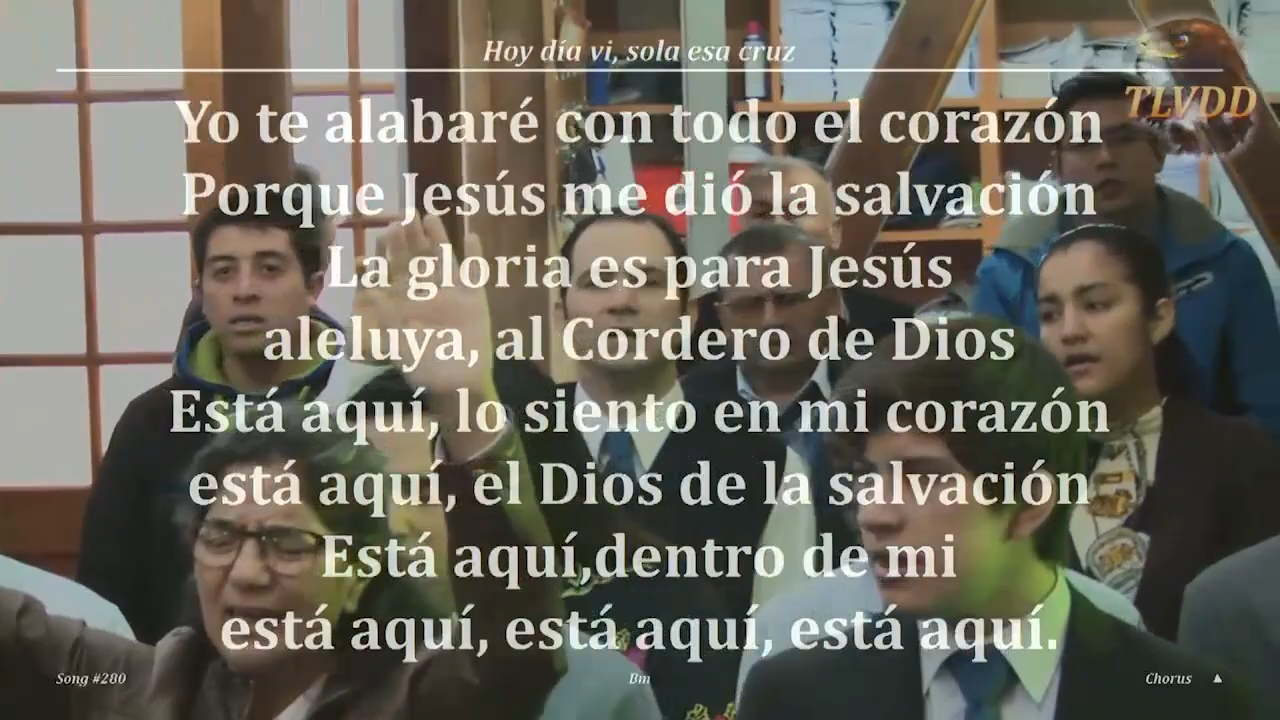 Hoy día vi, sola esa cruz
TLVDD
Yo te alabaré con todo el corazón
Porque Jesús me dió la salvación
La gloria es para Jesús
aleluya, al Cordero de Dios
Está aquí, lo siento en mi corazón
está aquí, el Dios de la salvación
Está aquí,dentro de mi
está aquí, está aquí, está aquí.
Song #280
Bm
Chorus ▲